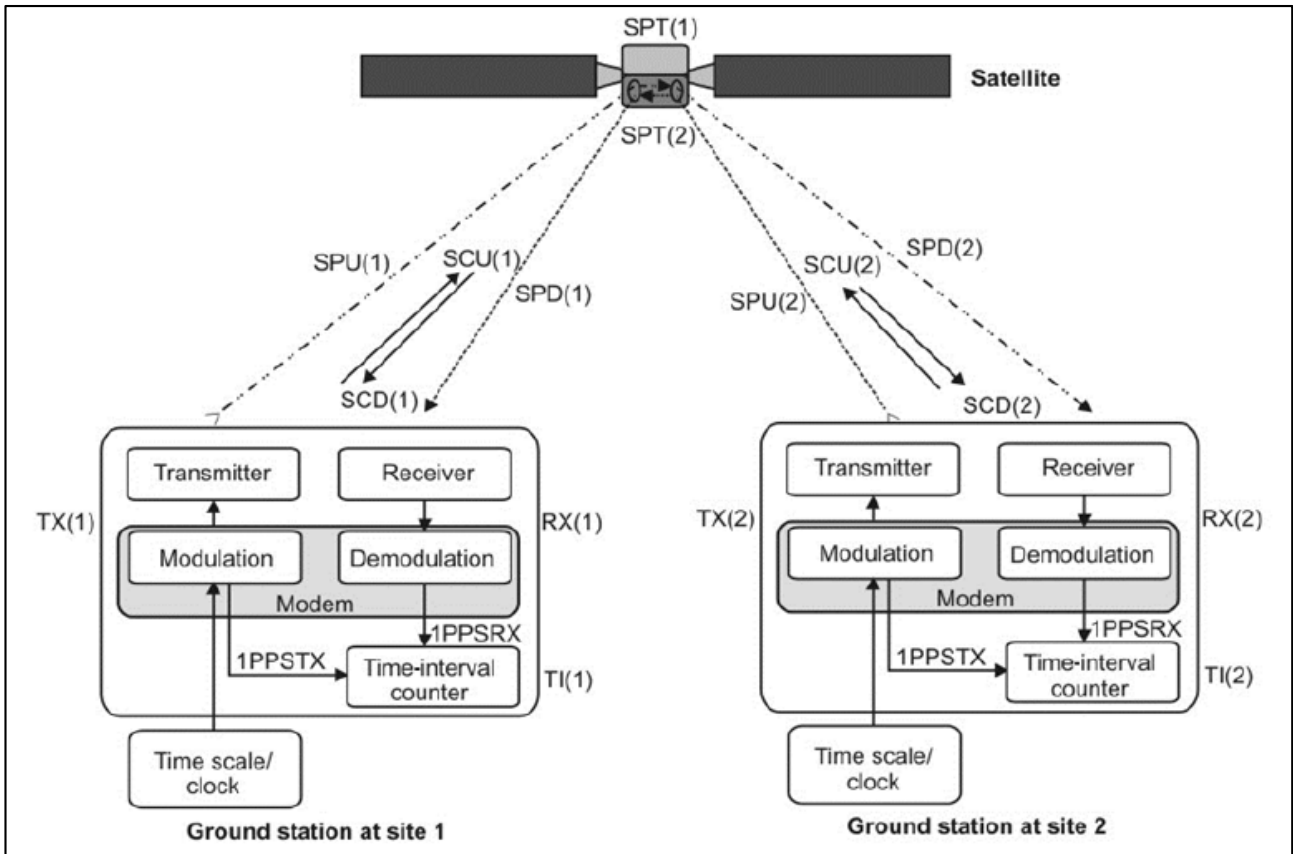 SPT(1)
Satellite
SPT(2)
SPU(1)
SCU(1)
SPD(1)
SCD(1)
SCU(2)
SPD(2)
SPU(2)
SCD(2)
Transmitter
Receiver
TX(1)
RX(1)
Modulation
Demodulation
Modem
1PPSRX
1PPSTX
Time-interval
counter
TI(1)
Time scale/
clock
Ground station at site 1
Transmitter
Receiver
TX(2)
RX(2)
Modulation
Demodulation
Modem
1PPSRX
1PPSTX
Time-interval
counter
TI(2)
Time scale/
clock
Ground station at site 2